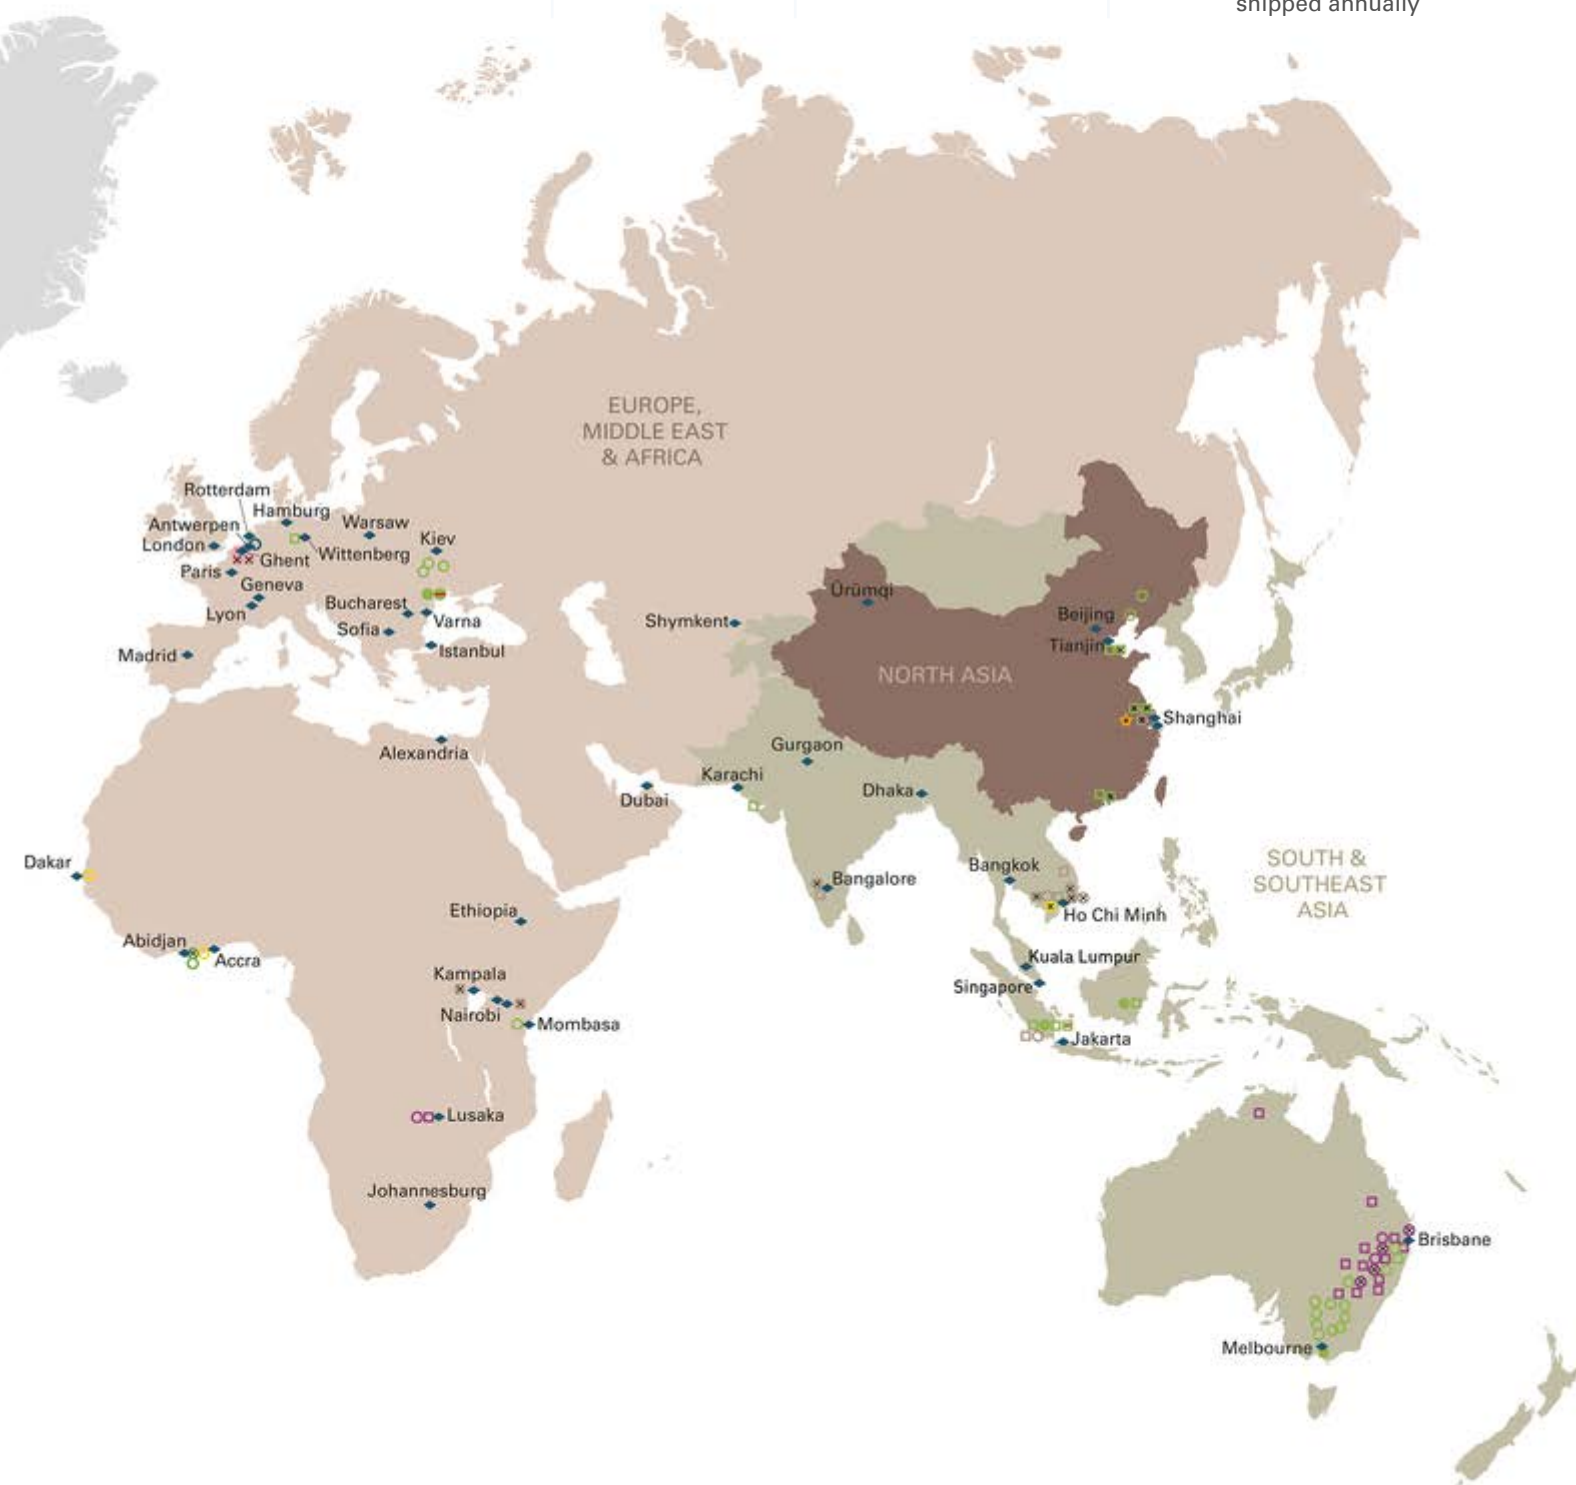 shipped annually
EUROPE,
MIDDLE EAST
& AFRICA
Rotterdam
Hamburg
Antwerpen
Warsaw
London
Kiev
Wittenberg
Ghent
Paris
Geneva
Ürümqi
Lyon
Bucharest
Beijing
Varna
Shymkent
Sofia
Tianjin
Istanbul
Madrid
NORTH ASIA
Shanghai
Gurgaon
Alexandria
Karachi
Dhaka
Dubai
SOUTH &
SOUTHEAST
ASIA
Dakar
Bangkok
Bangalore
Ethiopia
Ho Chi Minh
Abidjan
Accra
Kuala Lumpur
Kampala
Singapore
Nairobi
Mombasa
Jakarta
Lusaka
Johannesburg
Brisbane
Melbourne